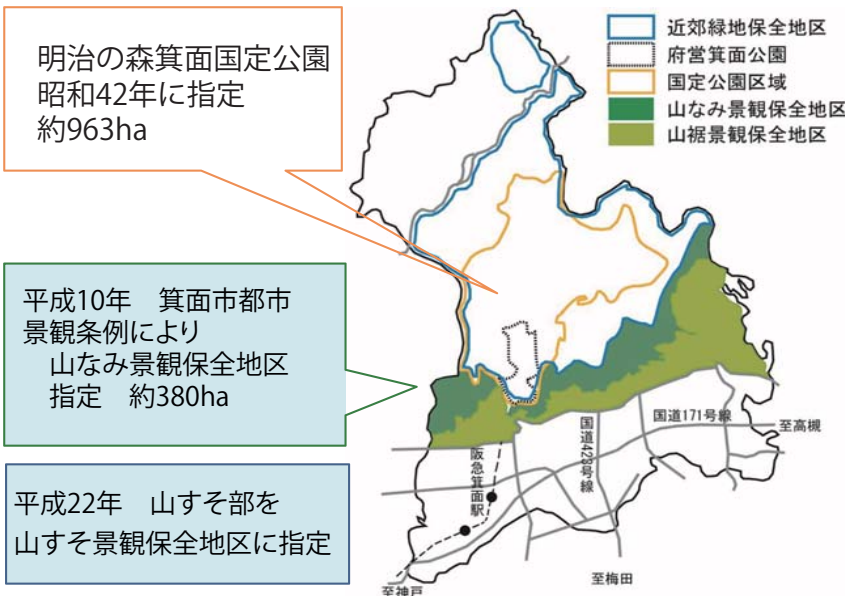 明治の森箕面国定公園
昭和42年に指定
約963ha
平成10年　箕面市都市
景観条例により
山なみ景観保全地区
指定　約380ha
平成22年　山すそ部を
山すそ景観保全地区に指定
近郊緑地保全地区
府営箕面公園
国定公園区域
山なみ景観保全地区
山裾景観保全地区
国道171号線
至高槻
国道423号線
阪急箕面駅
至梅田
至神戸